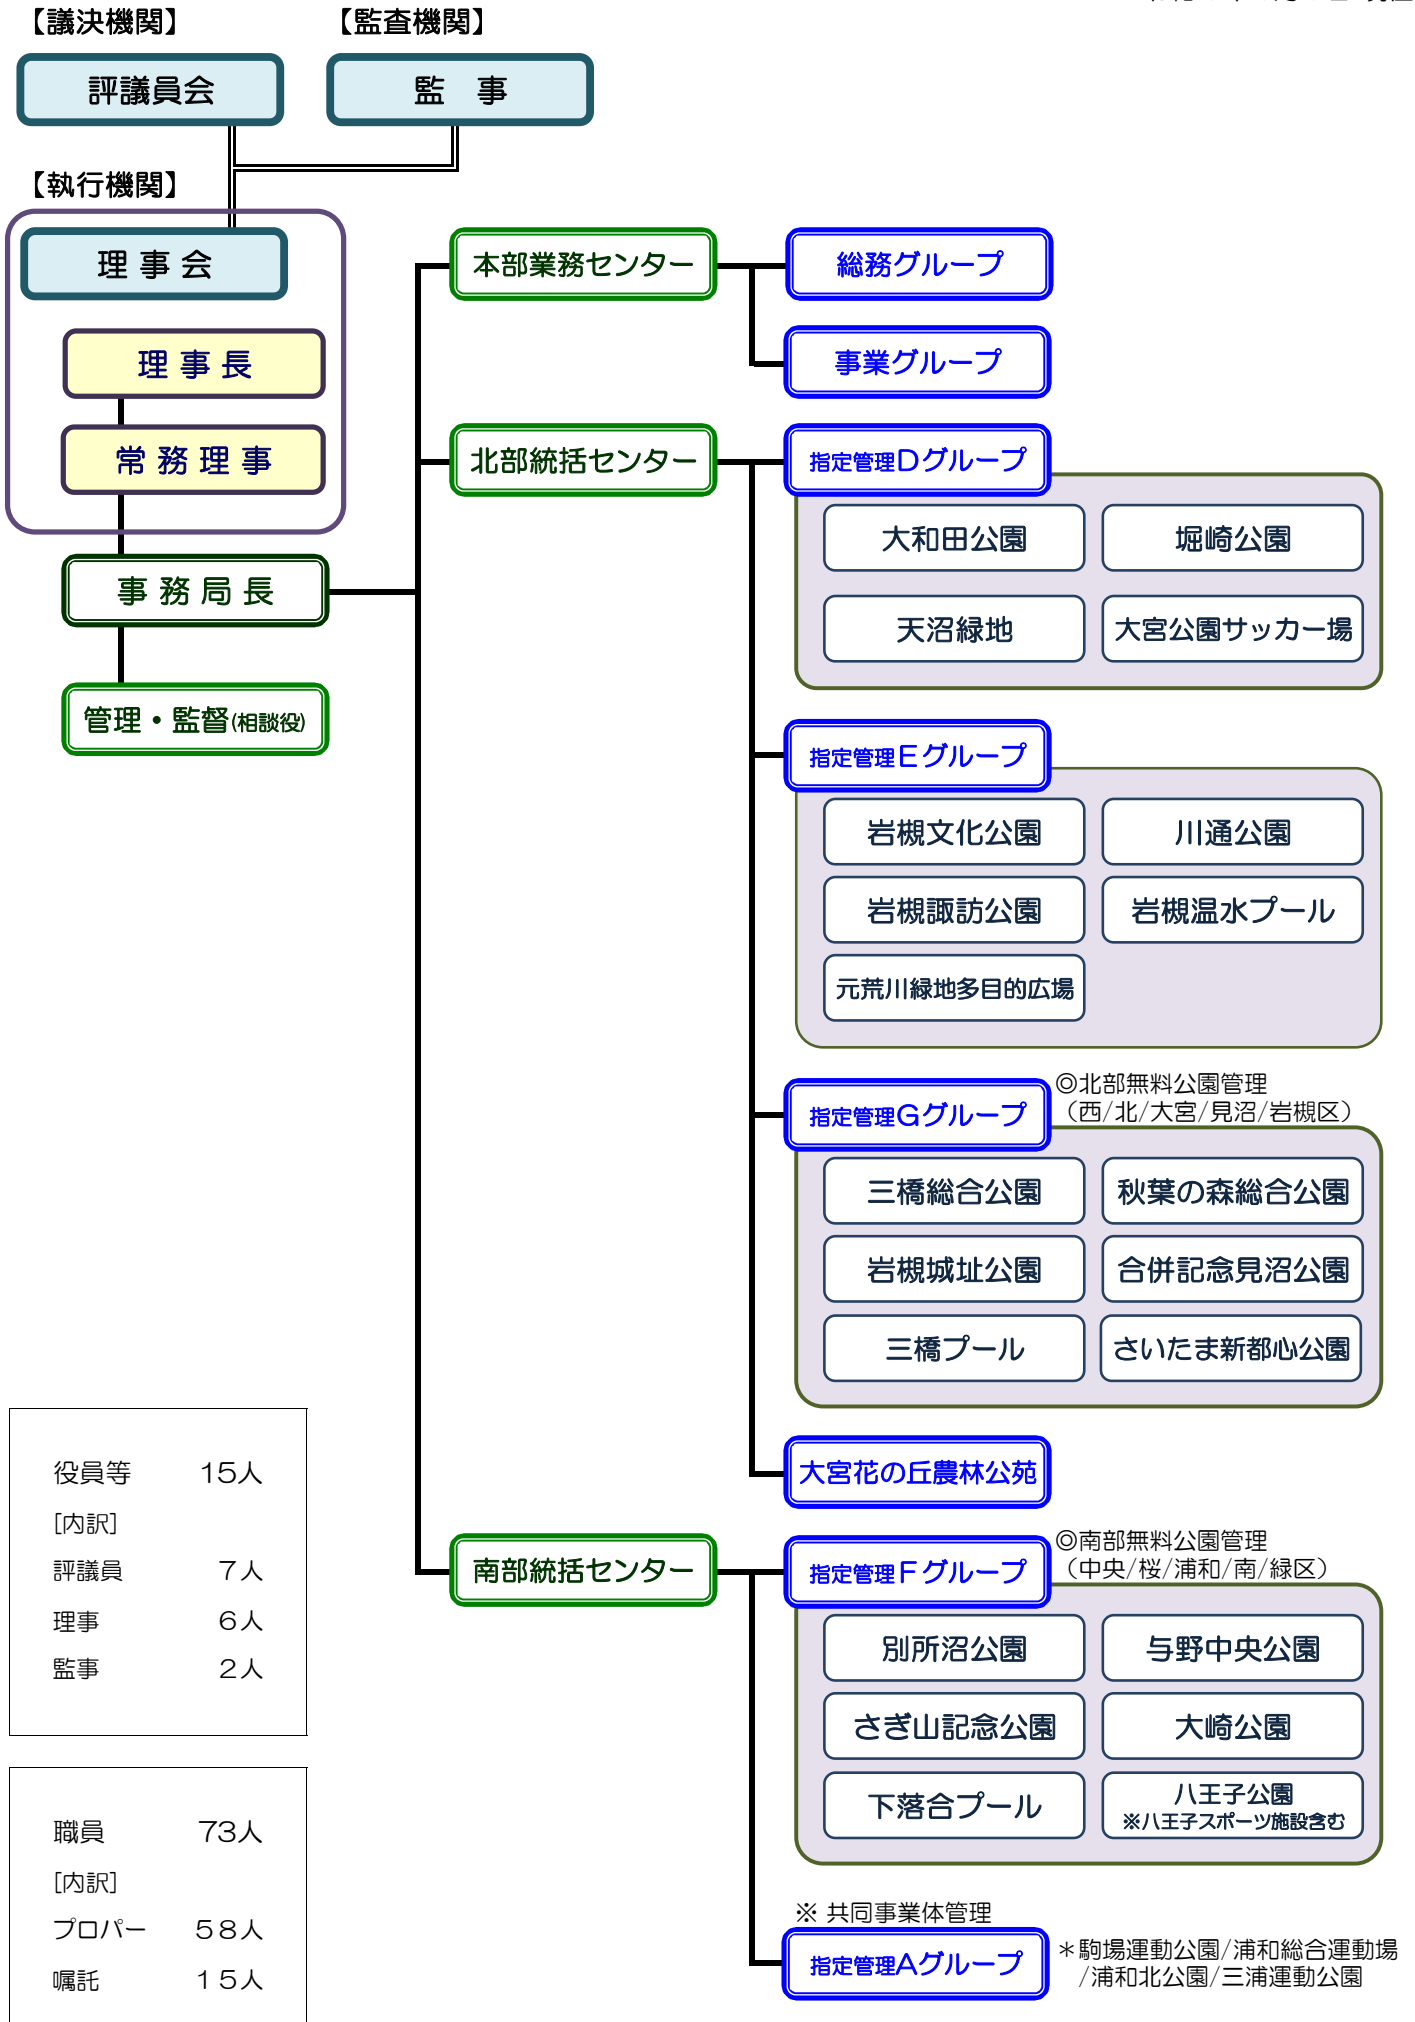 【議決機関】
【監査機関】
評議員会
監　事
【執行機関】
理 事 会
理 事 長
常 務 理 事
事 務 局 長
管理・監督(相談役)
本部業務センター
総務グループ
事業グループ
北部統括センター
指定管理Dグループ
大和田公園
堀崎公園
天沼緑地
大宮公園サッカー場
指定管理Eグループ
岩槻文化公園
川通公園
岩槻諏訪公園
岩槻温水プール
元荒川緑地多目的広場
指定管理Gグループ
◎北部無料公園管理
（西/北/大宮/見沼/岩槻区）
三橋総合公園
秋葉の森総合公園
岩槻城址公園
合併記念見沼公園
三橋プール
さいたま新都心公園
大宮花の丘農林公苑
南部統括センター
指定管理Fグループ
◎南部無料公園管理
（中央/桜/浦和/南/緑区）
別所沼公園
与野中央公園
さぎ山記念公園
大崎公園
下落合プール
八王子公園
※八王子スポーツ施設含む
※ 共同事業体管理
指定管理Aグループ
＊駒場運動公園/浦和総合運動場
/浦和北公園/三浦運動公園
役員等　15人
[内訳]
評議員　７人
理事　６人
監事　２人
職員　73人
[内訳]
プロパー　５８人
嘱託　１５人